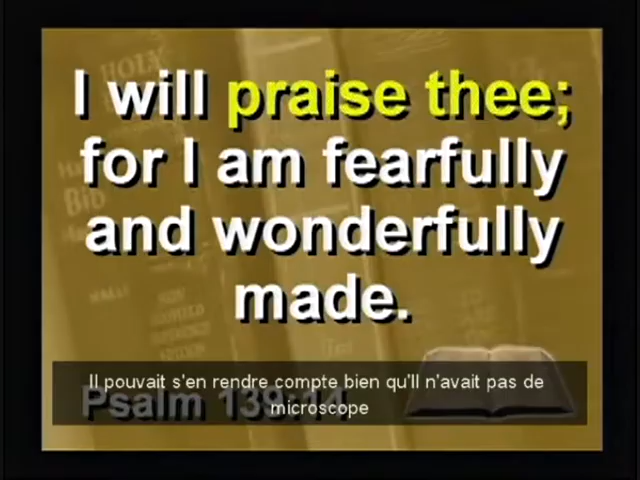 I will praise thee;
for I am fearfully
and wonderfully
made.
Il pouvait s'en rendre compte bien qu'Il n'avait pas de
microscope
Psalm 139:14
HOLY